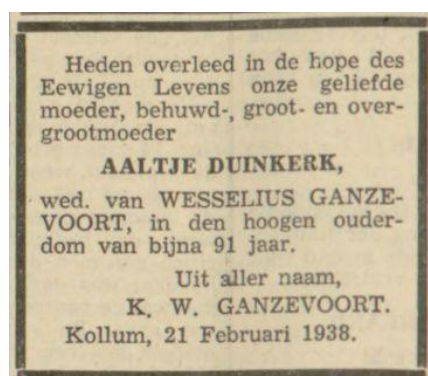 Heden overleed in de hope des
Eewigen Levens onze geliefde
moeder, behuwd-, groot- en over-
grootmoeder
AALTJE DUINKERK,
wed. van WESSELIUS GANZE-
VOORT, in den hoogen ouder-
dom van bijna 91 jaar.
Uit aller naam,
K. W. GANZEVOORT.
Kollum, 21 Februari 1938.